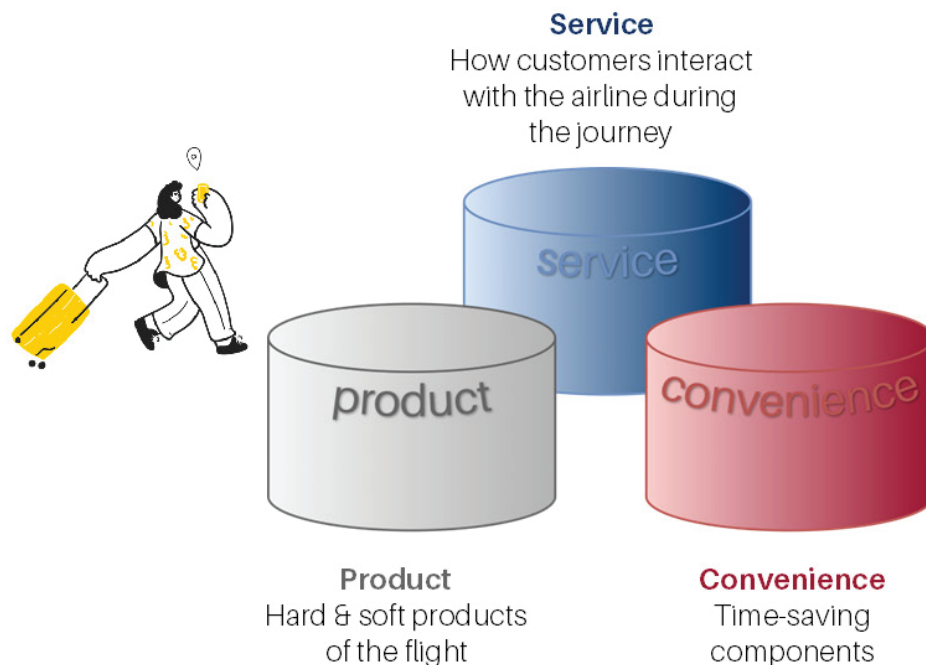 Service
How customers interact
with the airline during
the journey
service
product
convenience
Product
Hard & soft products
of the flight
Convenience
Time-saving
components